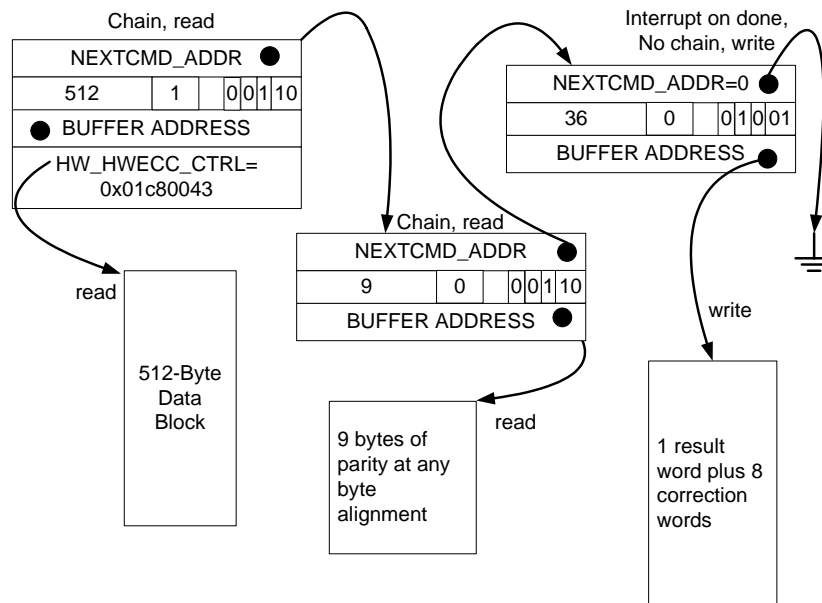 Chain, read
NEXTCMD_ADDR
512 1 0 0 1 10
BUFFER ADDRESS
HW_HWECC_CTRL=
0x01c80043
read
512-Byte
Data
Block
Chain, read
NEXTCMD_ADDR
9 0 0 0 1 10
BUFFER ADDRESS
read
9 bytes of
parity at any
byte
alignment
Interrupt on done,
No chain, write
NEXTCMD_ADDR=0
36 0 0 1 0 01
BUFFER ADDRESS
write
1 result
word plus 8
correction
words